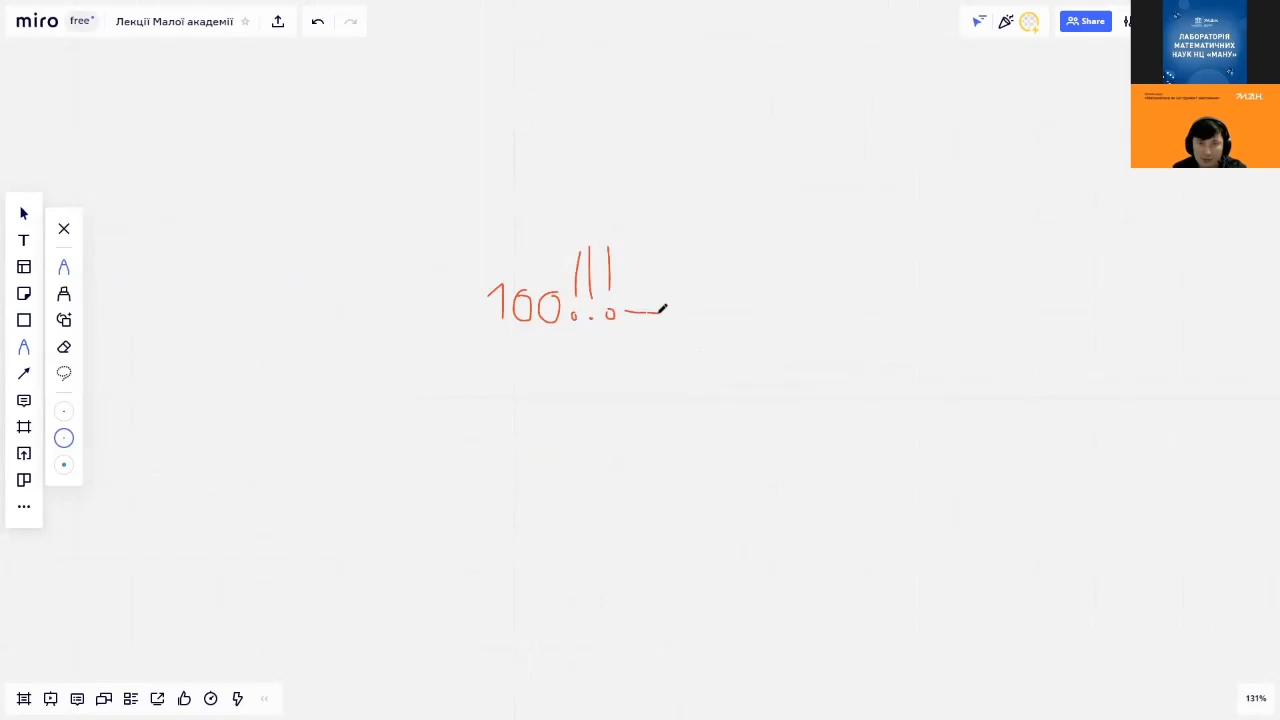 miro free Лекції Малої академії
Share
ЛАБОРАТОРІЯ
МАТЕМАТИЧНИХ
НАУК НЦ «МАНУ»
100!!! —
131%